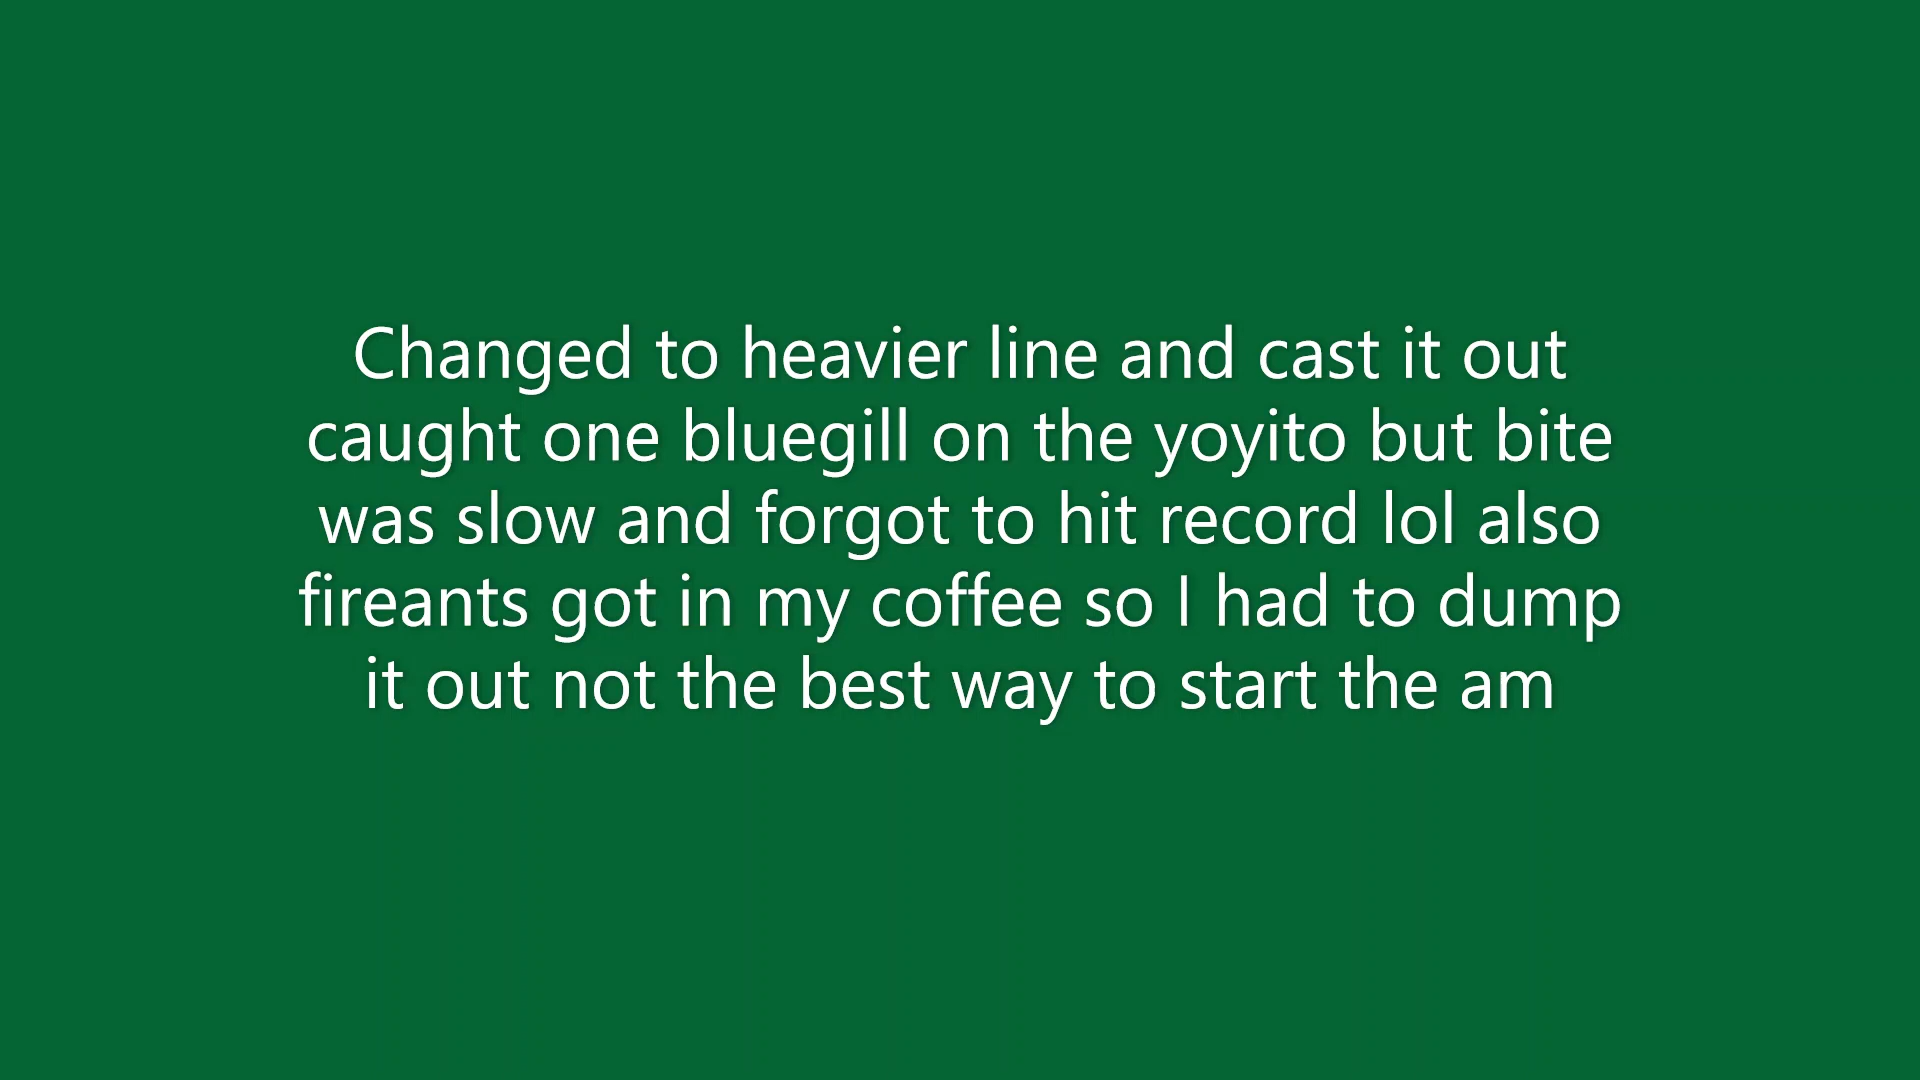 Changed to heavier line and cast it out
caught one bluegill on the yoyito but bite
was slow and forgot to hit record lol also
fireants got in my coffee so I had to dump
it out not the best way to start the am